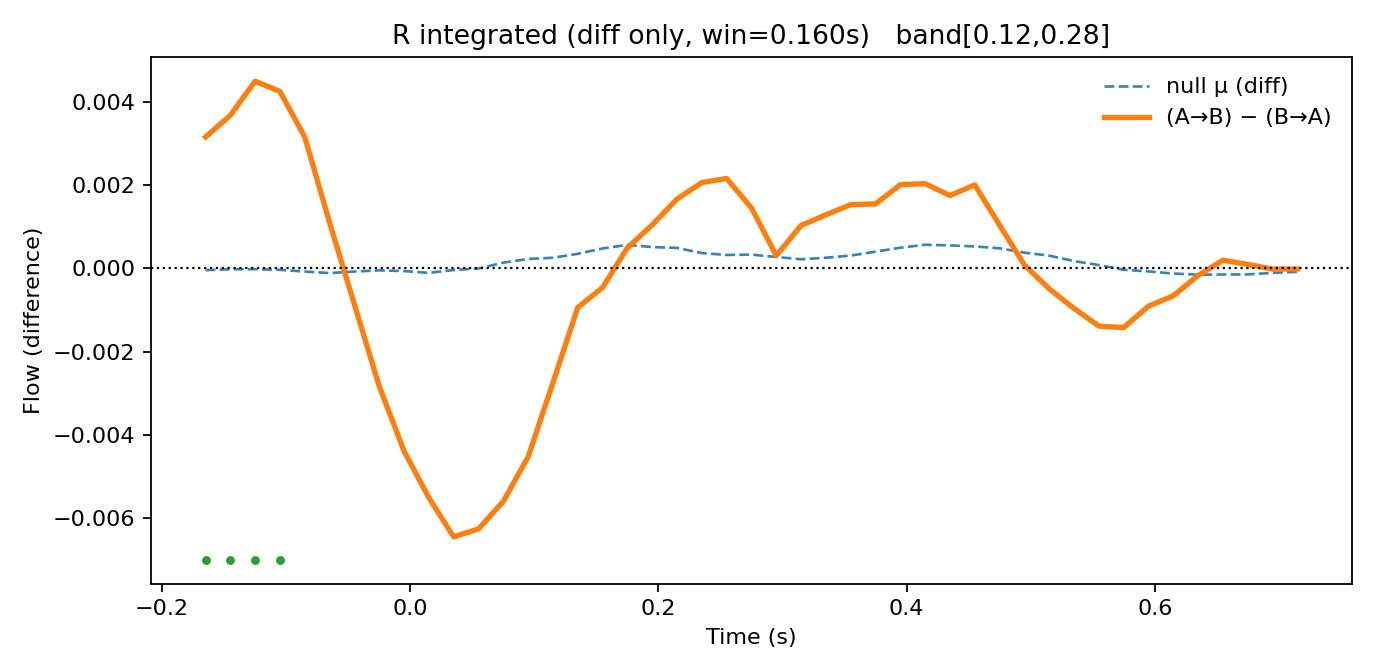 R integrated (diff only, win=0.160s)   band[0.12,0.28]
null μ (diff)
(A→B) − (B→A)
Flow (difference)
0.004
0.002
0.000
−0.002
−0.004
−0.006
−0.2
0.0
0.2
0.4
0.6
Time (s)